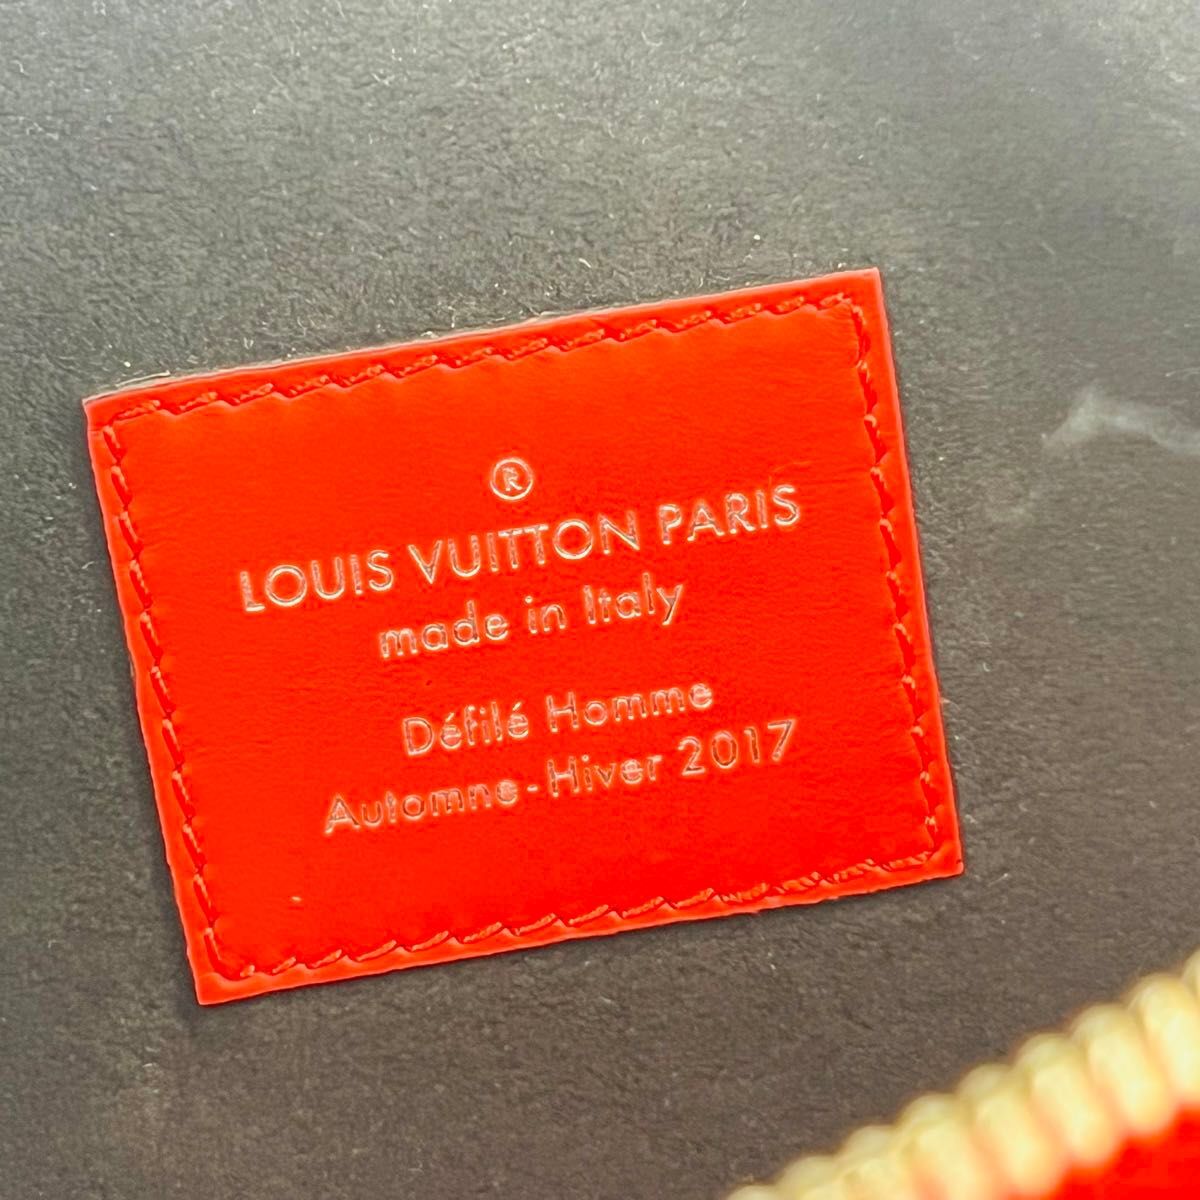 ®
LOUIS VUITTON PARIS
made in Italy
Défilé Homme
Automne-Hiver 2017